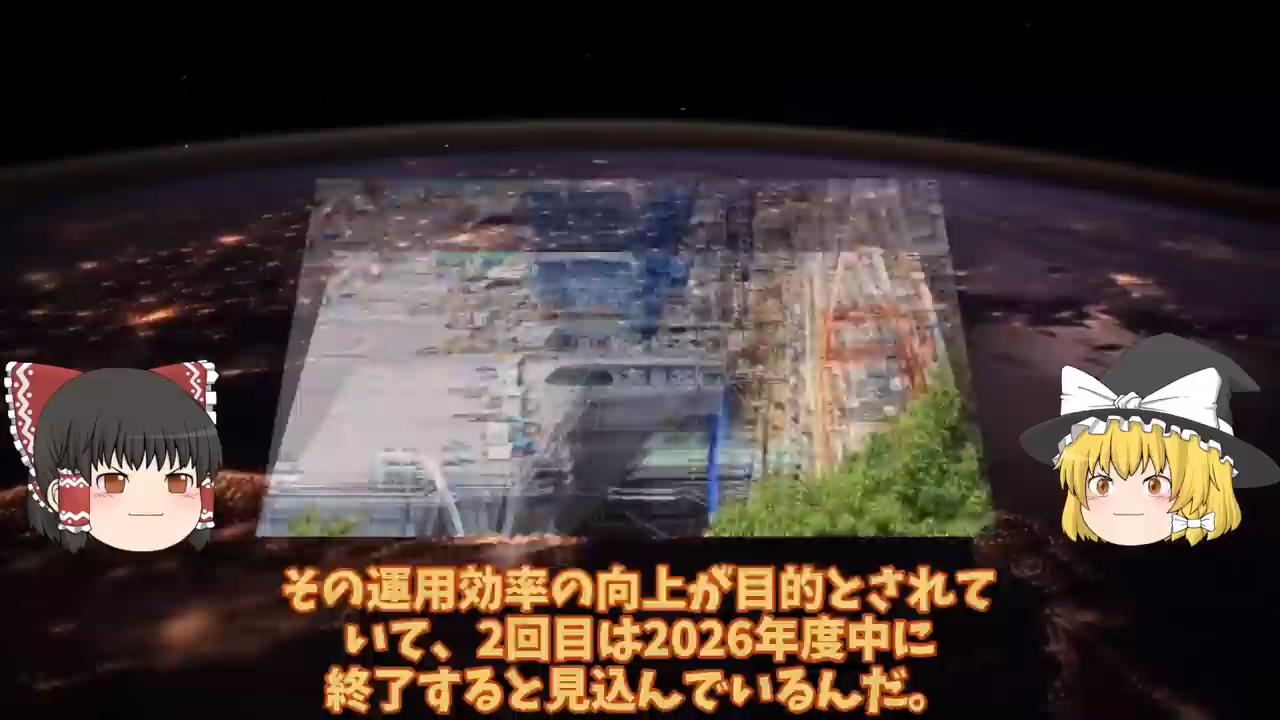 その運用効率の向上が目的とされて
いて、2回目は2026年度中に
終了すると見込んでいるんだ。